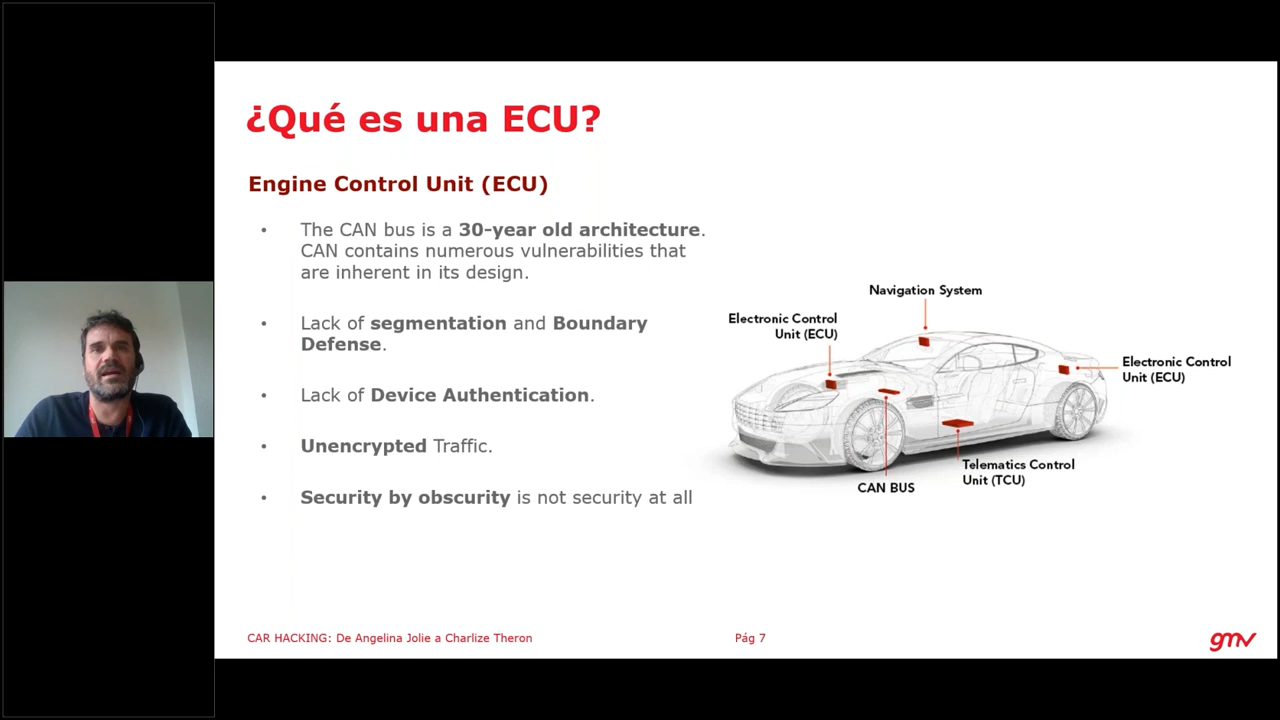 ¿Qué es una ECU?
Engine Control Unit (ECU)
• The CAN bus is a 30-year old architecture.
CAN contains numerous vulnerabilities that
are inherent in its design.
• Lack of segmentation and Boundary
Defense.
• Lack of Device Authentication.
• Unencrypted Traffic.
• Security by obscurity is not security at all
Navigation System
Electronic Control
Unit (ECU)
Electronic Control
Unit (ECU)
Telematics Control
Unit (TCU)
CAN BUS
CAR HACKING: De Angelina Jolie a Charlize Theron
Pág 7
gmv